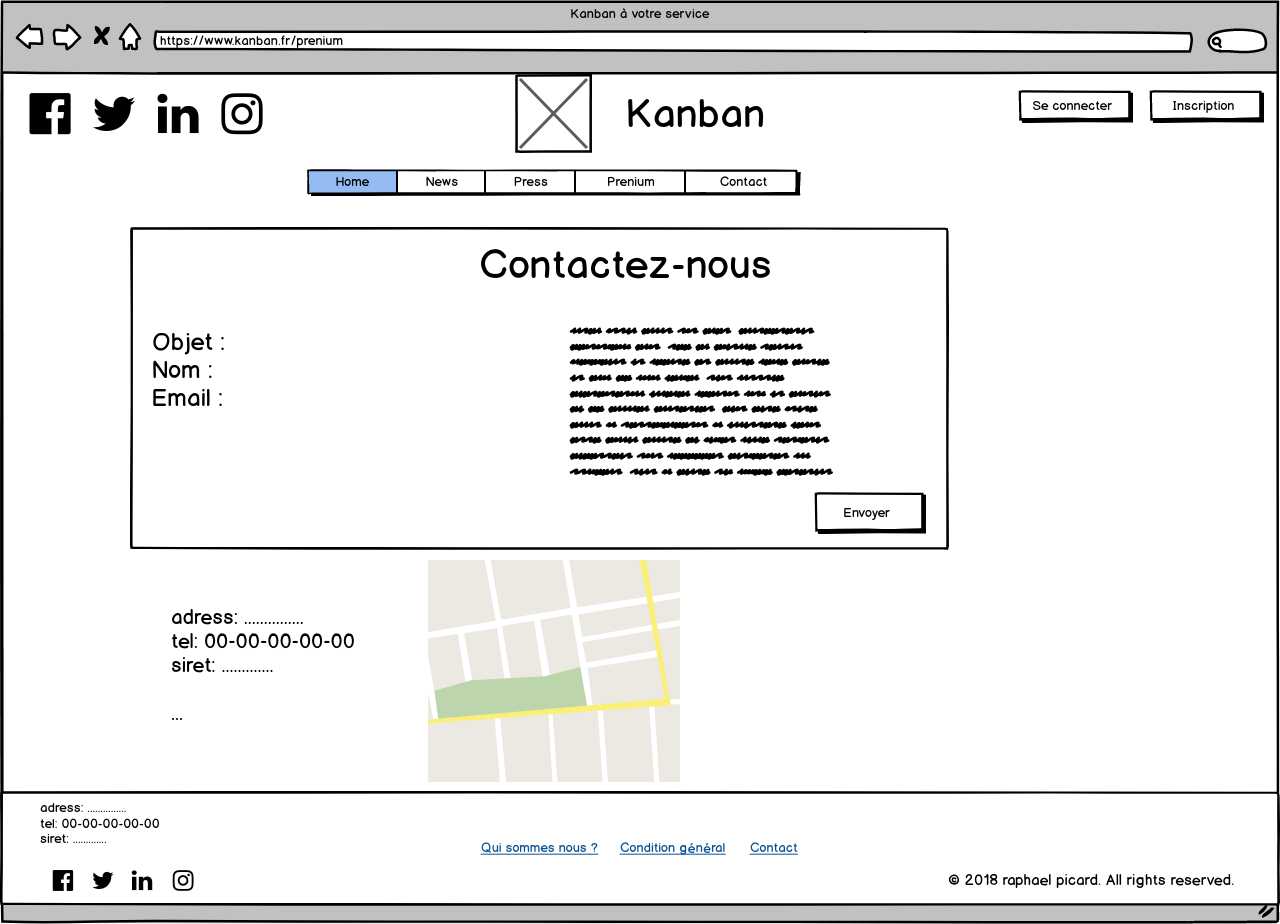 Kanban à votre service
https://www.kanban.fr/prenium
Kanban
Se connecter
Inscription
Home News Press Prenium Contact
Contactez-nous
Objet :
Nom :
Email :
Envoyer
adress: ...............
tel: 00-00-00-00-00
siret: .............
...
adress: ...............
tel: 00-00-00-00-00
siret: .............
Qui sommes nous ? Condition général Contact
© 2018 raphael picard. All rights reserved.